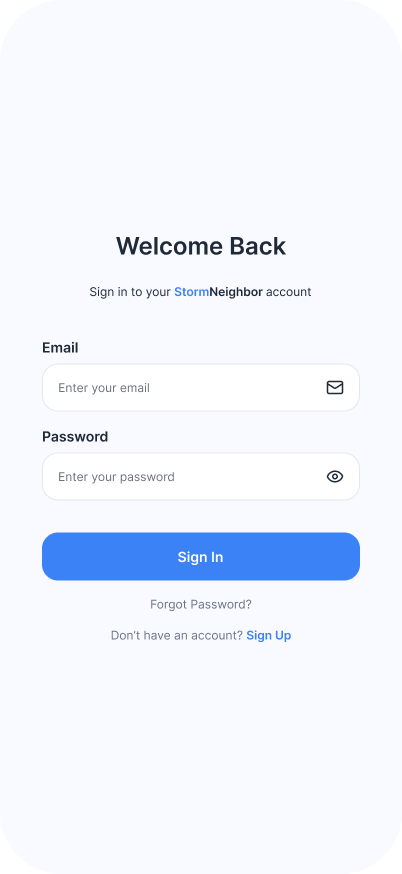 Welcome Back
Sign in to your StormNeighbor account
Email
Enter your email
Password
Enter your password
Sign In
Forgot Password?
Don't have an account? Sign Up